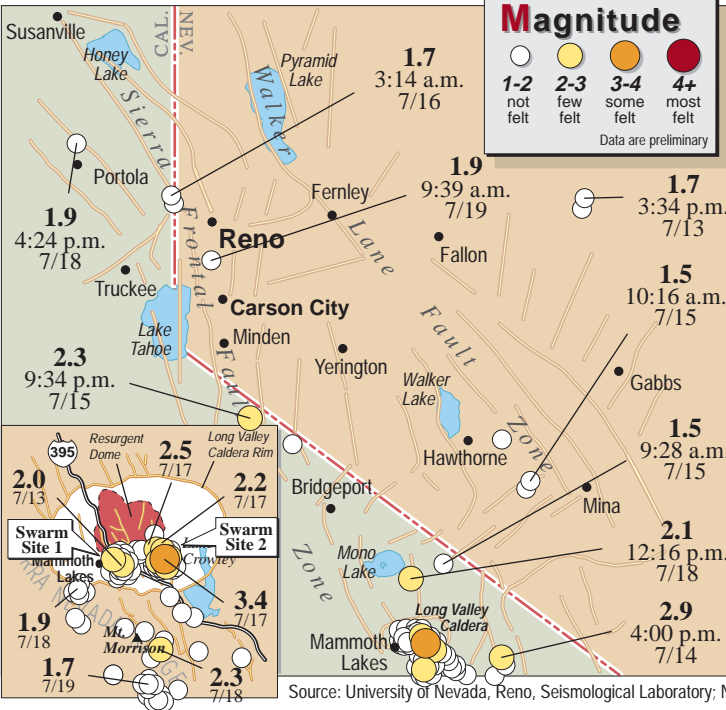 Magnitude
1-2 2-3 3-4 4+
not few some most
felt felt felt felt
Data are preliminary
Susanville
CAL.
NEV.
Honey
Lake
Pyramid
Lake
Walker
Lane
Fault
Zone
Sierra
Frontal
Fault
Zone
1.7
3:14 a.m.
7/16
Portola
1.9
4:24 p.m.
7/18
1.9
9:39 a.m.
7/19
Fernley
Reno
Fallon
1.7
3:34 p.m.
7/13
Truckee
Carson City
Lake
Tahoe
Minden
Yerington
1.5
10:16 a.m.
7/15
Gabbs
Walker
Lake
2.3
9:34 p.m.
7/15
Hawthorne
1.5
9:28 a.m.
7/15
Mina
Bridgeport
Mono
Lake
2.1
12:16 p.m.
7/18
Long Valley
Caldera
Mammoth
Lakes
2.9
4:00 p.m.
7/14
395
Resurgent
Dome
Long Valley
Caldera Rim
2.5
7/17
2.0
7/13
2.2
7/17
Swarm
Site 1
Swarm
Site 2
Mammoth
Lakes
Crowley
3.4
7/17
1.9
7/18
Mt.
Morrison
1.7
7/19
2.3
7/18
Source: University of Nevada, Reno, Seismological Laboratory;